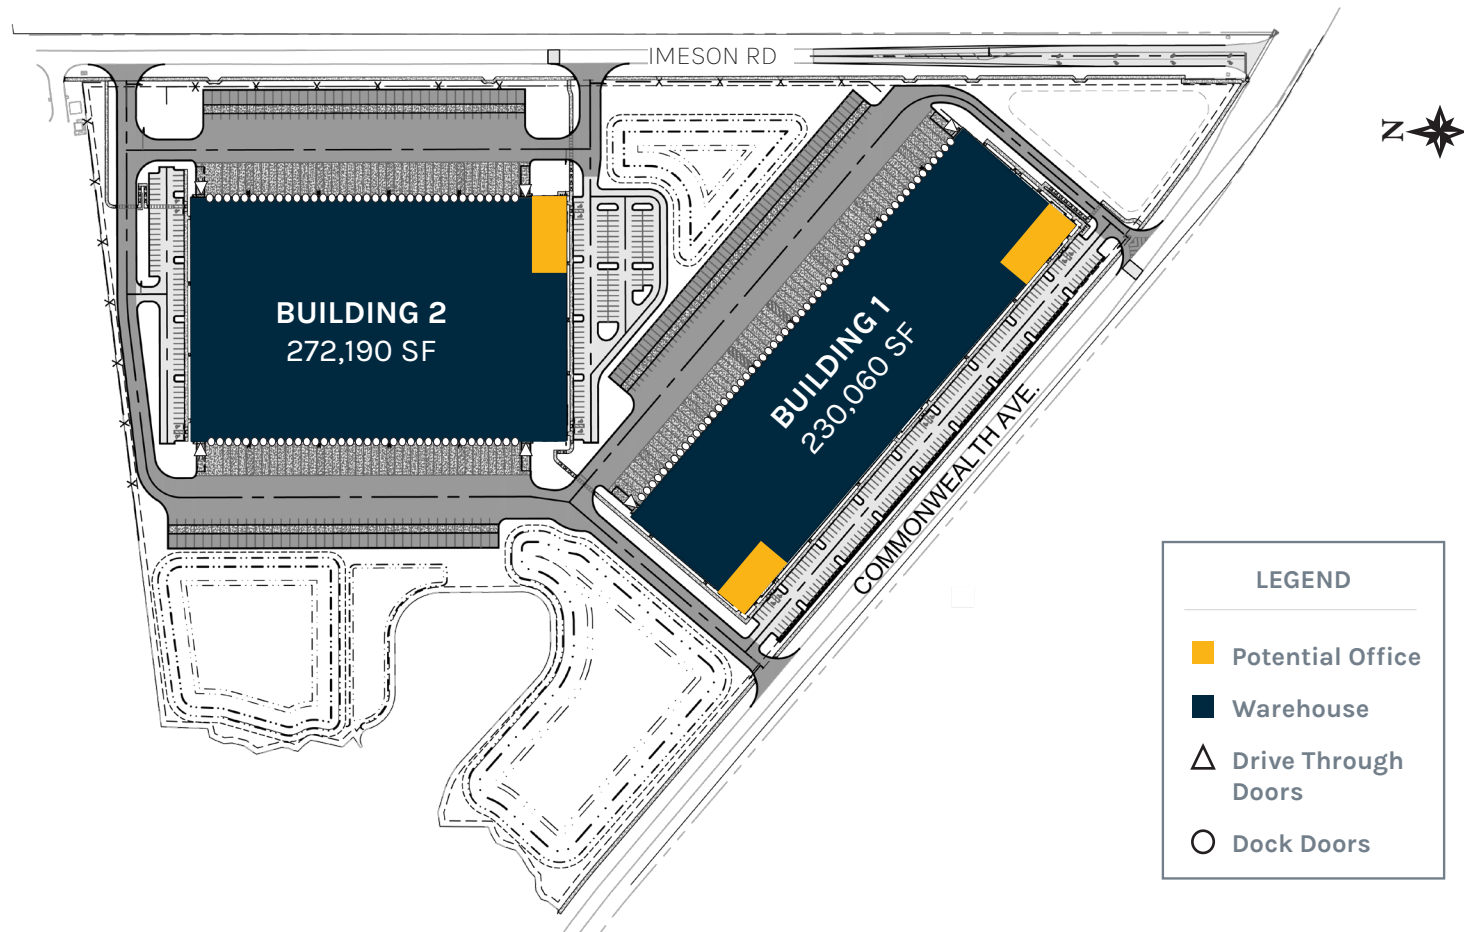 IMESON RD
N
BUILDING 2
272,190 SF
BUILDING 1
230,060 SF
COMMONWEALTH AVE.
LEGEND
Potential Office
Warehouse
Drive Through
Doors
Dock Doors